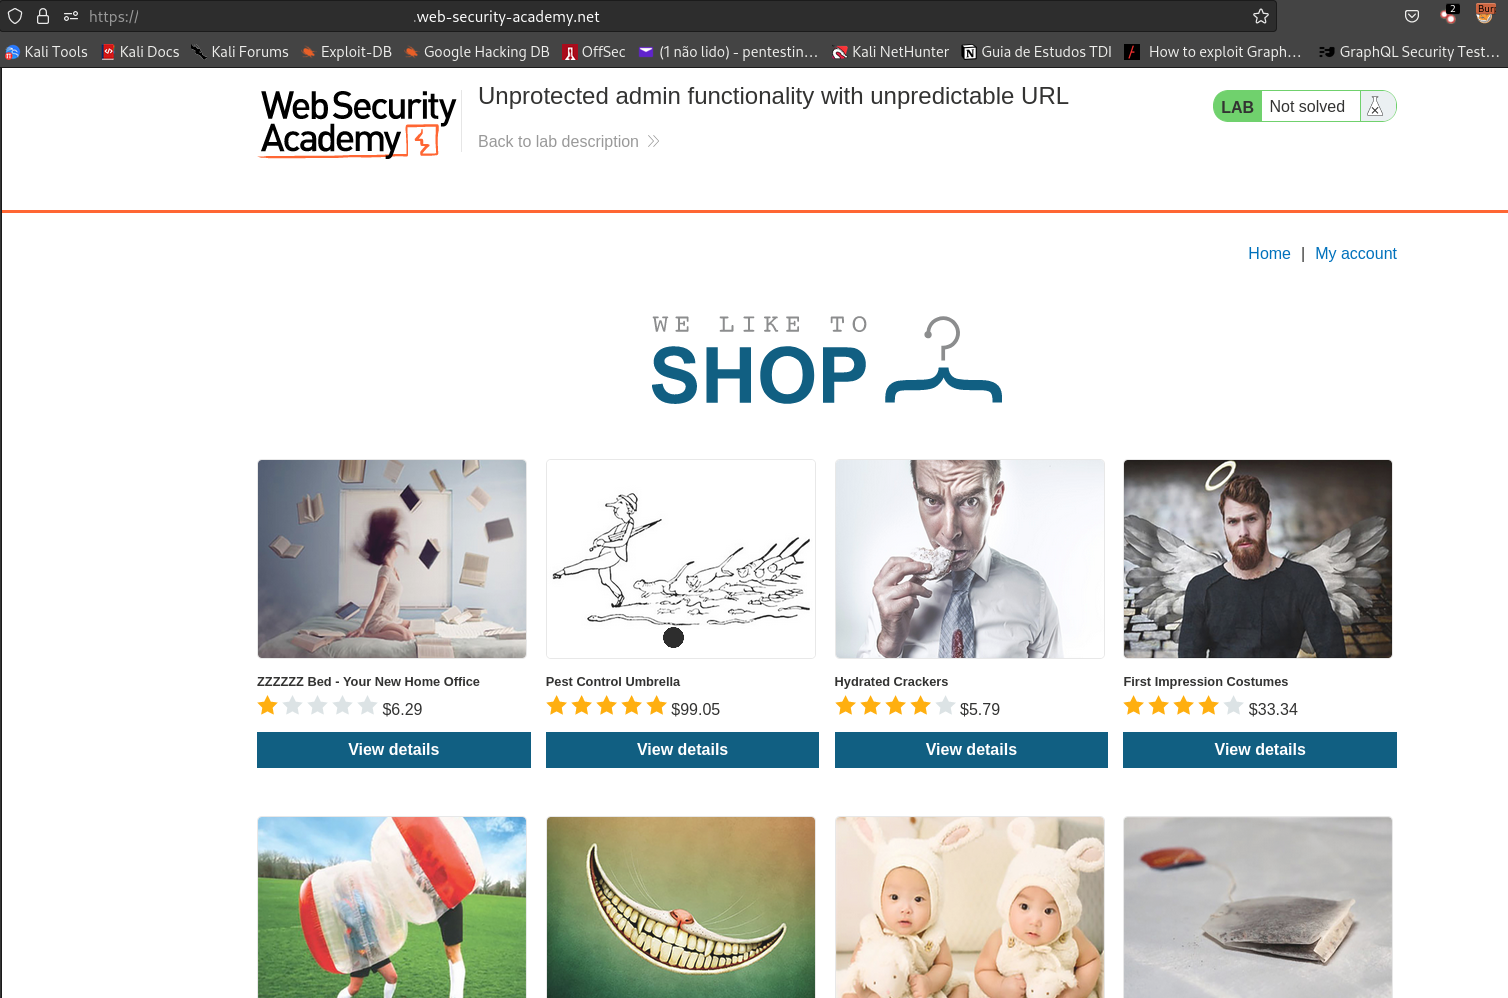 https:// .web-security-academy.net
2
Bur
Kali Tools Kali Docs Kali Forums Exploit-DB Google Hacking DB OffSec (1 não lido) - pentestin… Kali NetHunter Guia de Estudos TDI How to exploit Graph… GraphQL Security Test…
Web Security
Academy
Unprotected admin functionality with unpredictable URL
Back to lab description
LAB Not solved
Home | My account
WE LIKE TO
SHOP
ZZZZZZ Bed - Your New Home Office
$6.29
View details
Pest Control Umbrella
$99.05
View details
Hydrated Crackers
$5.79
View details
First Impression Costumes
$33.34
View details